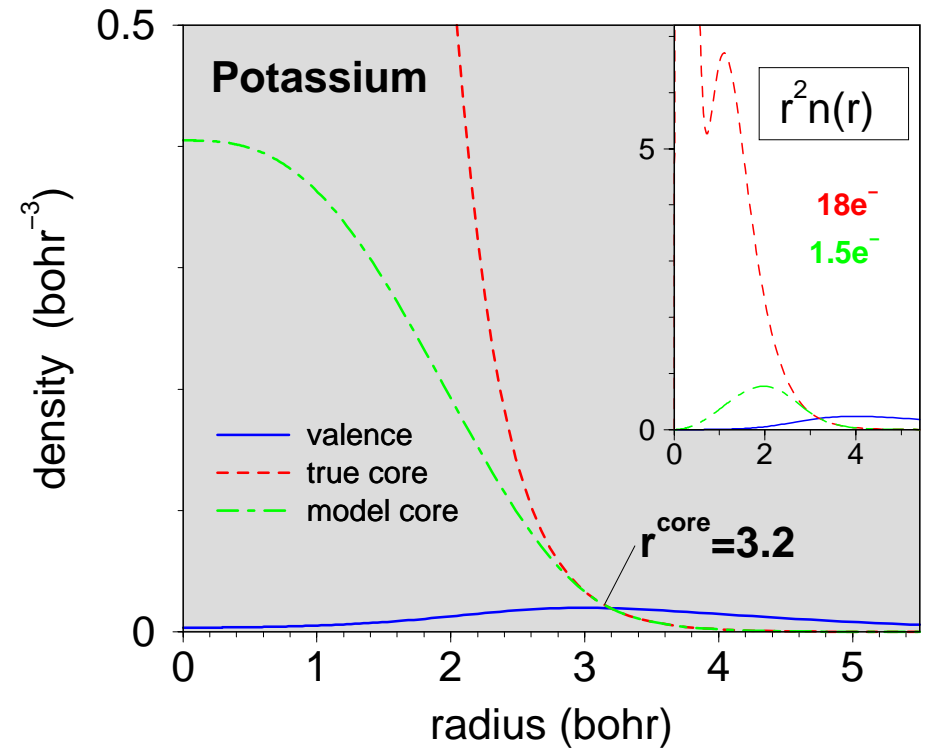 0.5
Potassium
r²n(r)
5
18e⁻
1.5e⁻
0
0 2 4
valence
true core
model core
r^core=3.2
0
0 1 2 3 4 5
radius (bohr)
density (bohr⁻³)